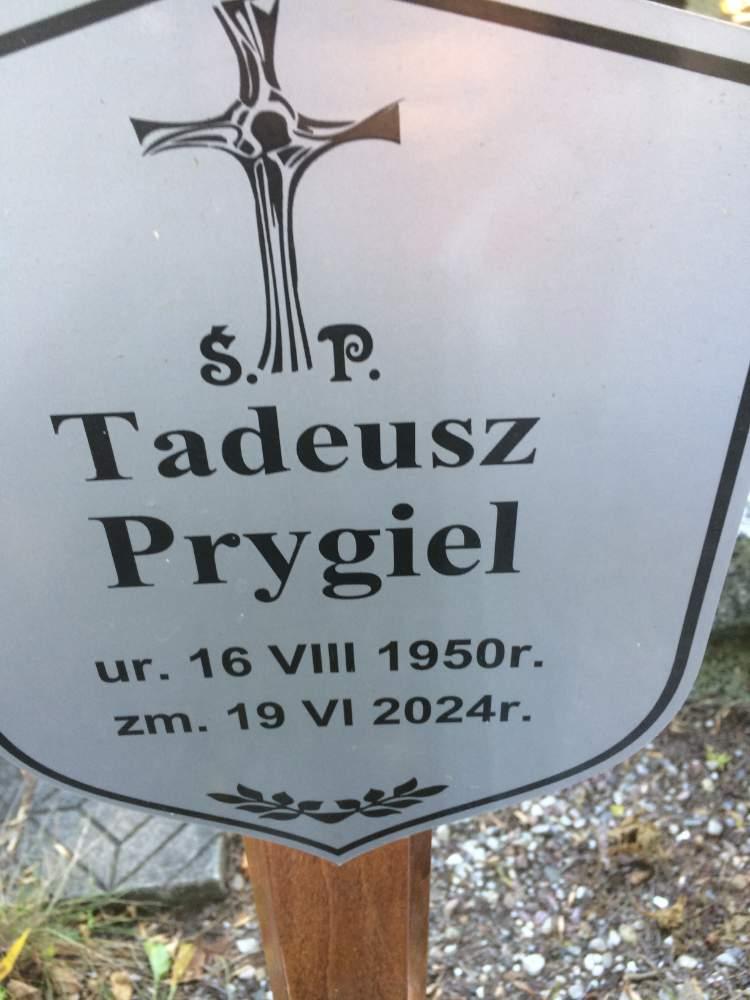 Ś. P.
Tadeusz
Prygiel
ur. 16 VIII 1950r.
zm. 19 VI 2024r.